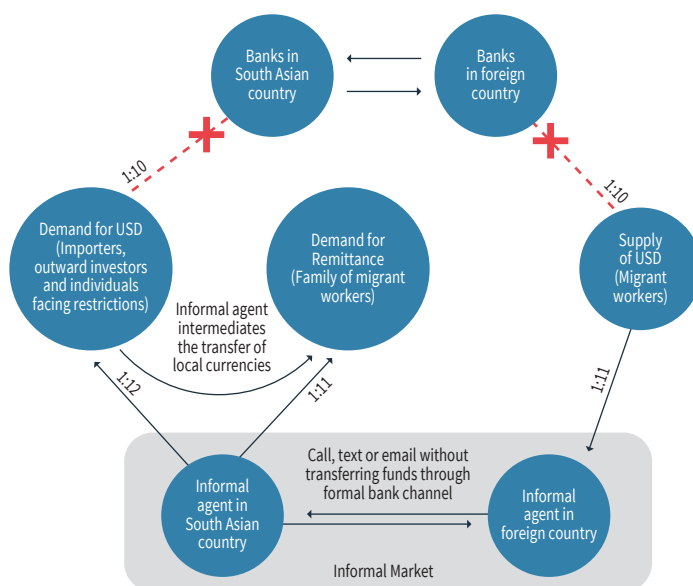 Banks in
South Asian
country
Banks
in foreign
country
1:10
1:10
Demand for USD
(Importers,
outward investors
and individuals
facing restrictions)
Demand for
Remittance
(Family of migrant
workers)
Supply
of USD
(Migrant
workers)
Informal agent
intermediates
the transfer of
local currencies
1:12
1:11
1:11
Call, text or email without
transferring funds through
formal bank channel
Informal
agent in
South Asian
country
Informal
agent in
foreign country
Informal Market